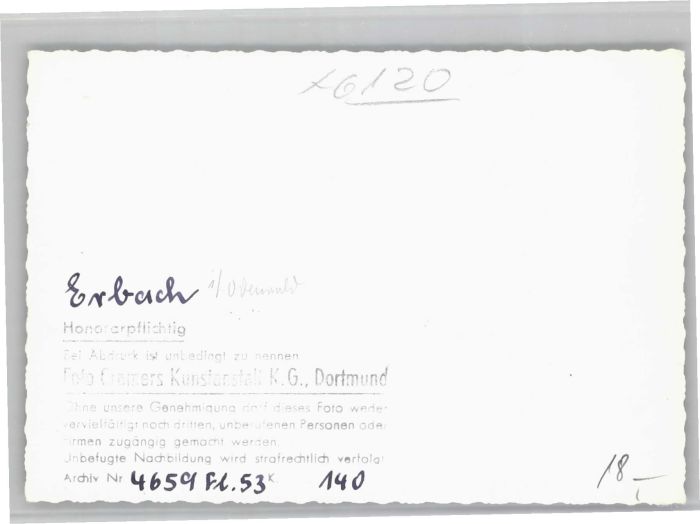 x6120
Erbach i/Odenwald
Honorarpflichtig
Bei Abdruck ist unbedingt zu nennen
Foto Cramers Kunstanstalt K.G., Dortmund
Ohne unsere Genehmigung darf dieses Foto weder
vervielfältigt noch dritten, unberufenen Personen oder
Firmen zugängig gemacht werden.
Unbefugte Nachbildung wird strafrechtlich verfolgt
Archiv Nr 4659 Fl. 53 K. 140
18,–